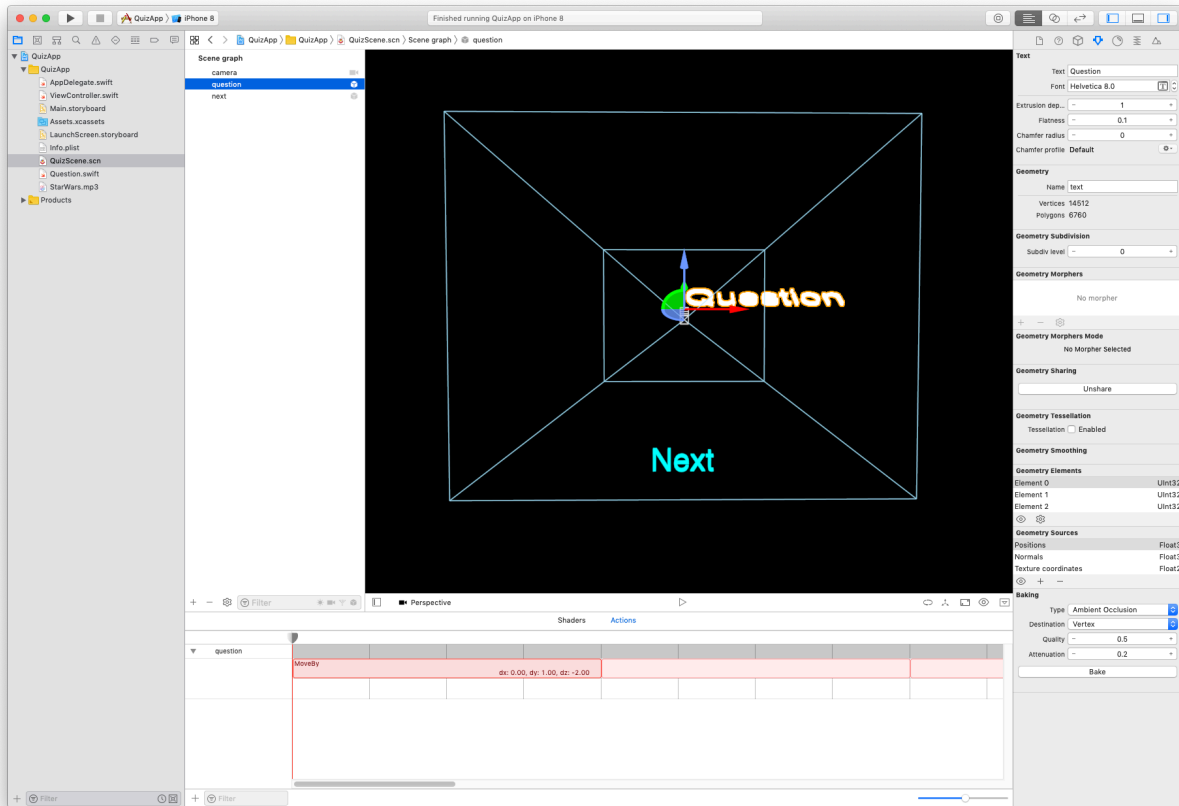 QuizApp
iPhone 8
Finished running QuizApp on iPhone 8
QuizApp
QuizApp
QuizScene.scn
Scene graph
question
QuizApp
QuizApp
AppDelegate.swift
ViewController.swift
Main.storyboard
Assets.xcassets
LaunchScreen.storyboard
Info.plist
QuizScene.scn
Question.swift
StarWars.mp3
Products
Filter
Scene graph
camera
question
next
Filter
Question
Next
Perspective
Shaders
Actions
question
MoveBy
dx: 0.00, dy: 1.00, dz: -2.00
Filter
Text
Text Question
Font Helvetica 8.0
Extrusion dep... 1
Flatness 0.1
Chamfer radius 0
Chamfer profile Default
Geometry
Name text
Vertices 14512
Polygons 6760
Geometry Subdivision
Subdiv level 0
Geometry Morphers
No morpher
Geometry Morphers Mode
No Morpher Selected
Geometry Sharing
Unshare
Geometry Tessellation
Tessellation Enabled
Geometry Smoothing
Geometry Elements
Element 0 UInt32
Element 1 UInt32
Element 2 UInt32
Geometry Sources
Positions Float3
Normals Float3
Texture coordinates Float2
Baking
Type Ambient Occlusion
Destination Vertex
Quality 0.5
Attenuation 0.2
Bake